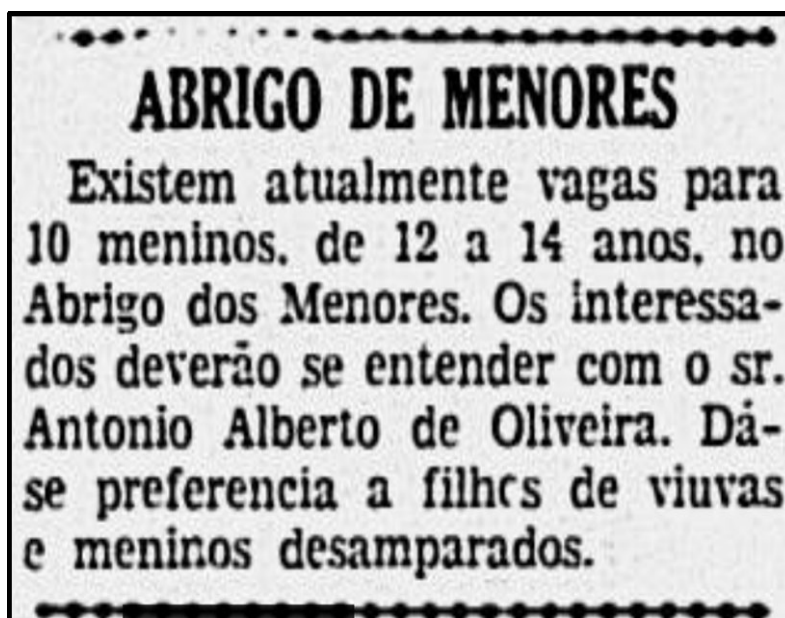 ABRIGO DE MENORES
Existem atualmente vagas para
10 meninos, de 12 a 14 anos, no
Abrigo dos Menores. Os interessa-
dos deverão se entender com o sr.
Antonio Alberto de Oliveira. Dá-
se preferencia a filhos de viuvas
e meninos desamparados.